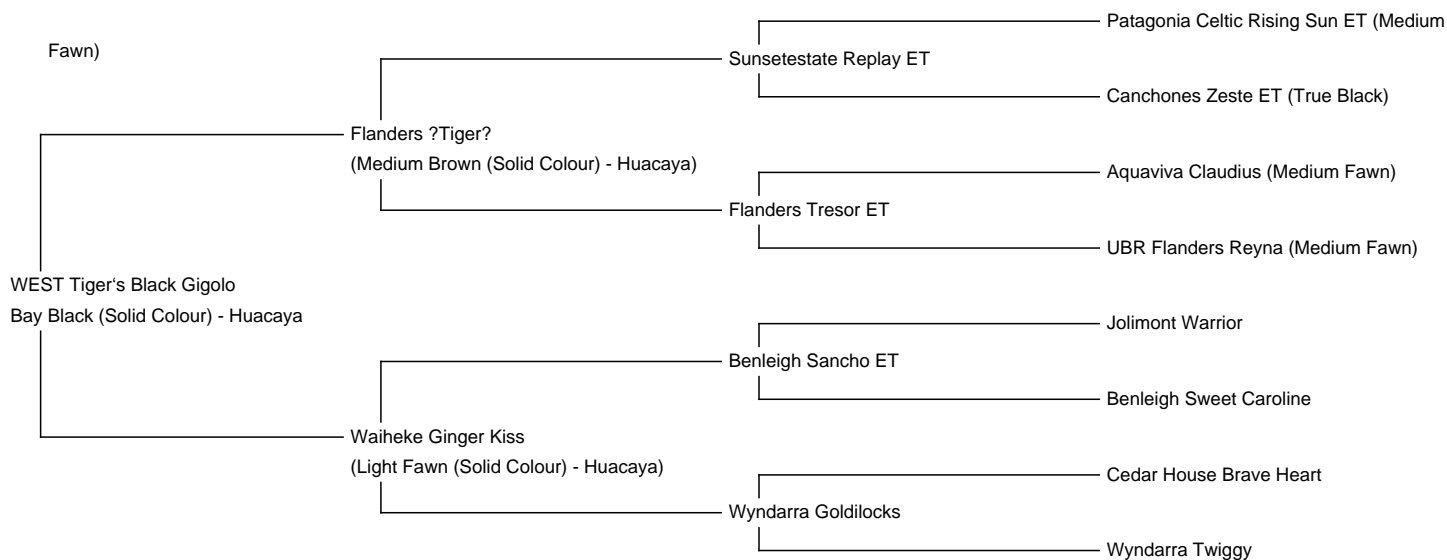 Patagonia Celtic Rising Sun ET (Medium
Fawn)
Sunsetestate Replay ET
Canchones Zeste ET (True Black)
Flanders ?Tiger?
(Medium Brown (Solid Colour) - Huacaya)
Aquaviva Claudius (Medium Fawn)
Flanders Tresor ET
UBR Flanders Reyna (Medium Fawn)
WEST Tiger‘s Black Gigolo
Bay Black (Solid Colour) - Huacaya
Jolimont Warrior
Benleigh Sancho ET
Benleigh Sweet Caroline
Waiheke Ginger Kiss
(Light Fawn (Solid Colour) - Huacaya)
Cedar House Brave Heart
Wyndarra Goldilocks
Wyndarra Twiggy